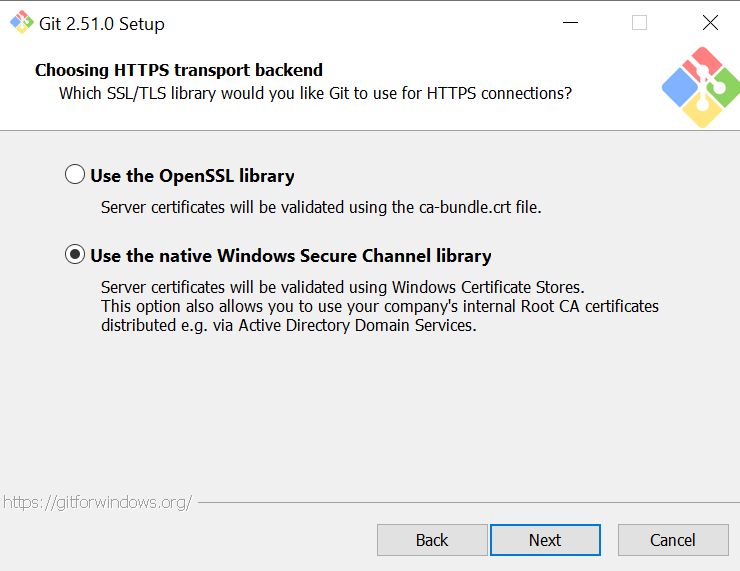 Git 2.51.0 Setup
Choosing HTTPS transport backend
Which SSL/TLS library would you like Git to use for HTTPS connections?
Use the OpenSSL library
Server certificates will be validated using the ca-bundle.crt file.
Use the native Windows Secure Channel library
Server certificates will be validated using Windows Certificate Stores.
This option also allows you to use your company's internal Root CA certificates
distributed e.g. via Active Directory Domain Services.
https://gitforwindows.org/
Back Next Cancel